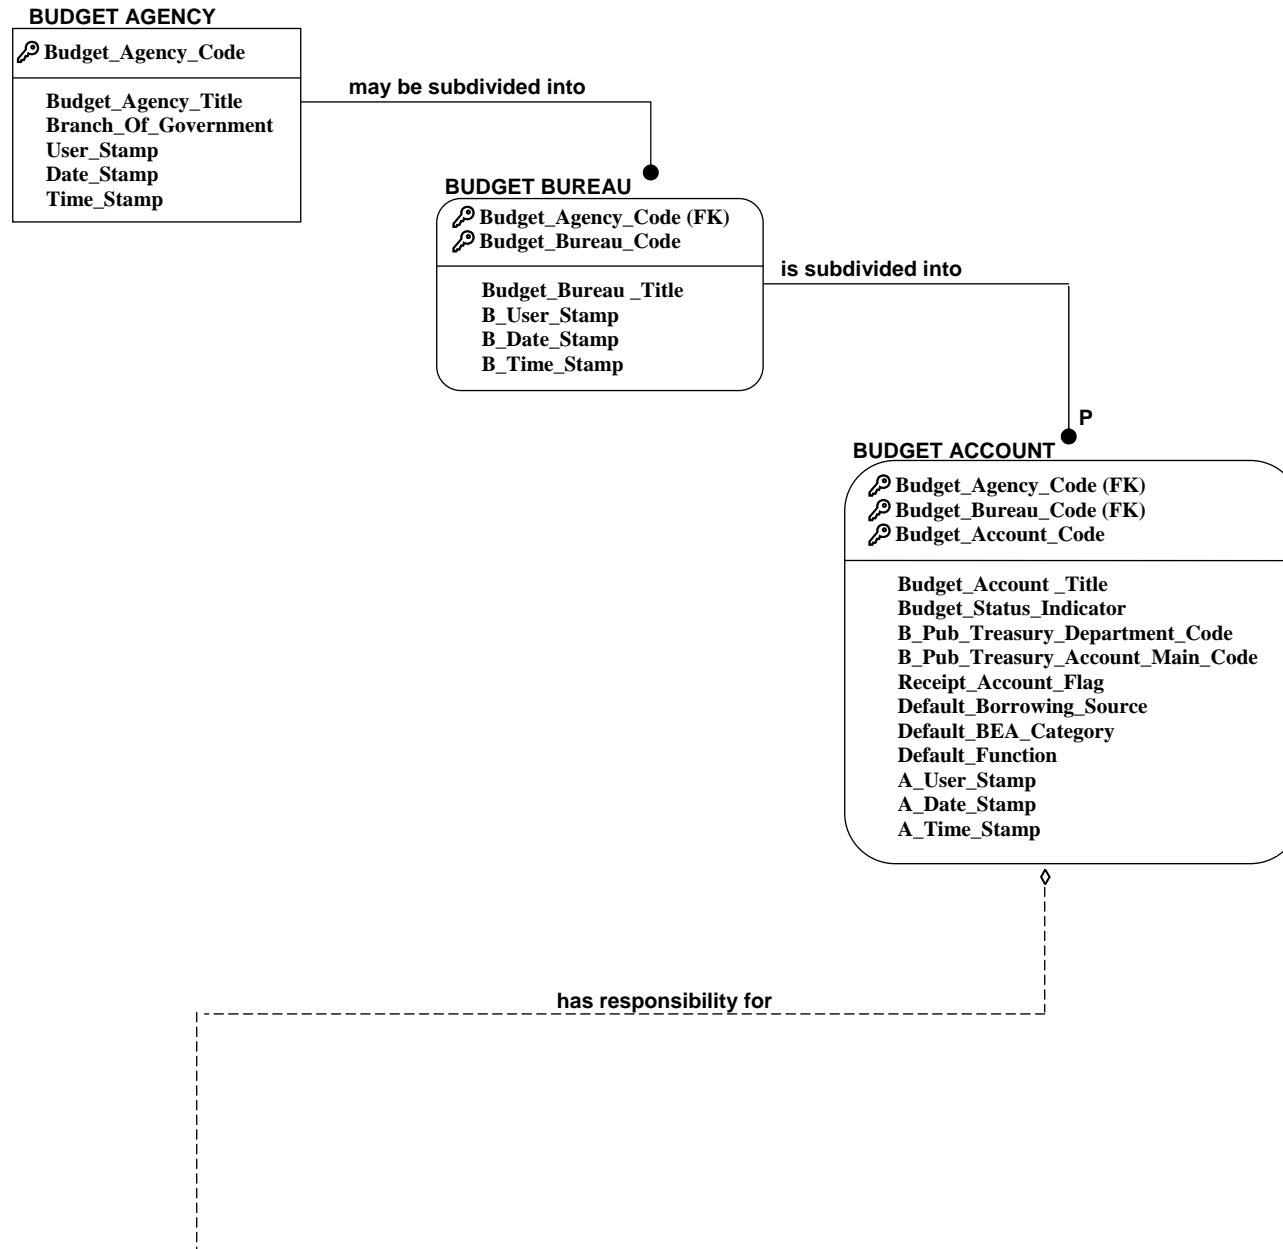 BUDGET AGENCY
Budget_Agency_Code
Budget_Agency_Title
Branch_Of_Government
User_Stamp
Date_Stamp
Time_Stamp
may be subdivided into
BUDGET BUREAU
Budget_Agency_Code (FK)
Budget_Bureau_Code
Budget_Bureau _Title
B_User_Stamp
B_Date_Stamp
B_Time_Stamp
is subdivided into
P
BUDGET ACCOUNT
Budget_Agency_Code (FK)
Budget_Bureau_Code (FK)
Budget_Account_Code
Budget_Account _Title
Budget_Status_Indicator
B_Pub_Treasury_Department_Code
B_Pub_Treasury_Account_Main_Code
Receipt_Account_Flag
Default_Borrowing_Source
Default_BEA_Category
Default_Function
A_User_Stamp
A_Date_Stamp
A_Time_Stamp
has responsibility for